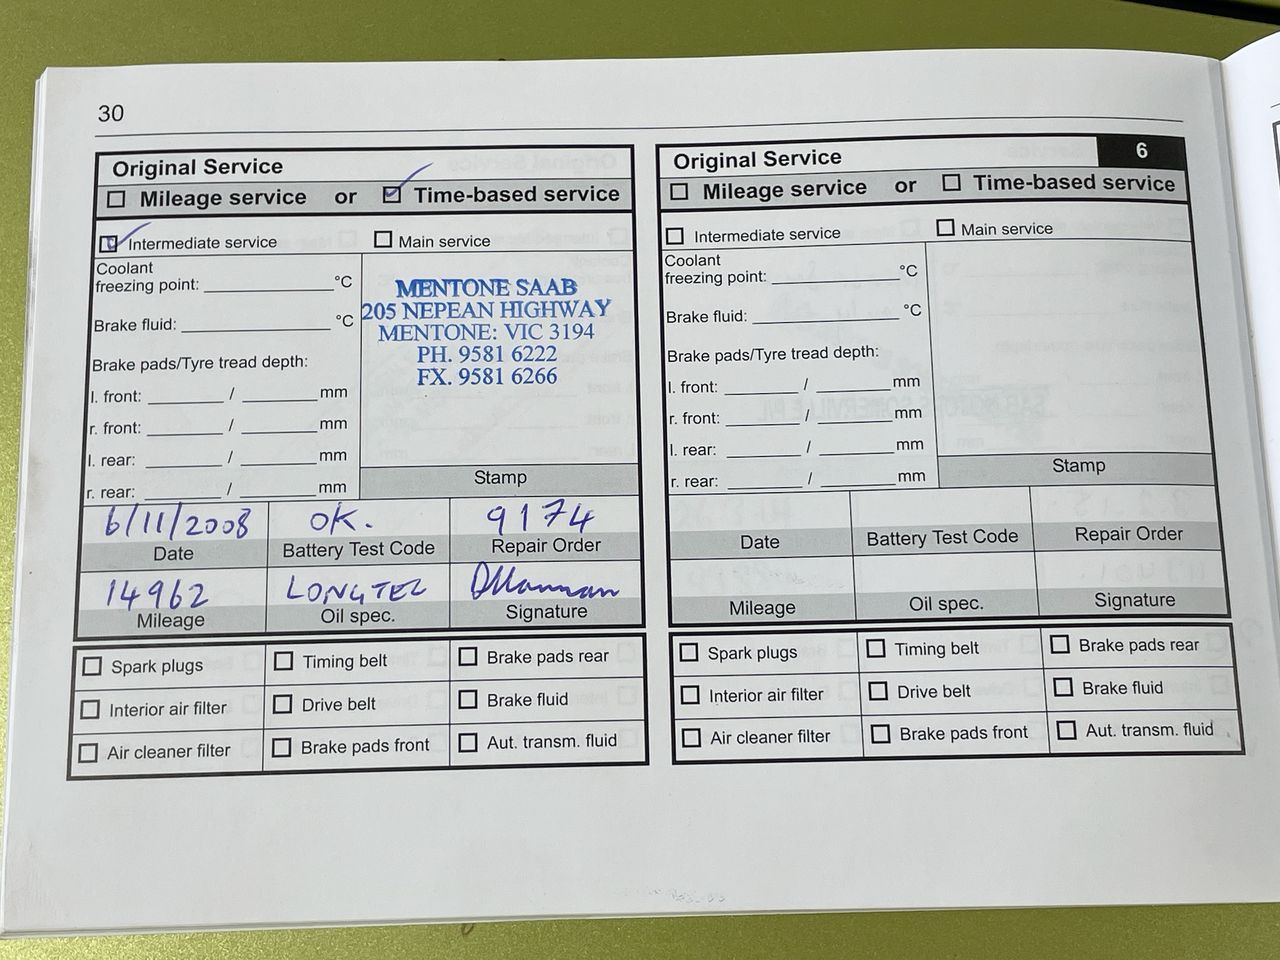 30
Original Service
Mileage service or Time-based service
Intermediate service Main service
Coolant
freezing point: °C
Brake fluid: °C
Brake pads/Tyre tread depth:
l. front: / mm
r. front: / mm
l. rear: / mm
r. rear: / mm
MENTONE SAAB
205 NEPEAN HIGHWAY
MENTONE: VIC 3194
PH. 9581 6222
FX. 9581 6266
Stamp
6/11/2008 OK. 9174
Date Battery Test Code Repair Order
14962 LONGTEC
Mileage Oil spec. Signature
Spark plugs Timing belt Brake pads rear
Interior air filter Drive belt Brake fluid
Air cleaner filter Brake pads front Aut. transm. fluid
Original Service 6
Mileage service or Time-based service
Intermediate service Main service
Coolant
freezing point: °C
Brake fluid: °C
Brake pads/Tyre tread depth:
l. front: / mm
r. front: / mm
l. rear: / mm
r. rear: / mm
Stamp
Date Battery Test Code Repair Order
Mileage Oil spec. Signature
Spark plugs Timing belt Brake pads rear
Interior air filter Drive belt Brake fluid
Air cleaner filter Brake pads front Aut. transm. fluid